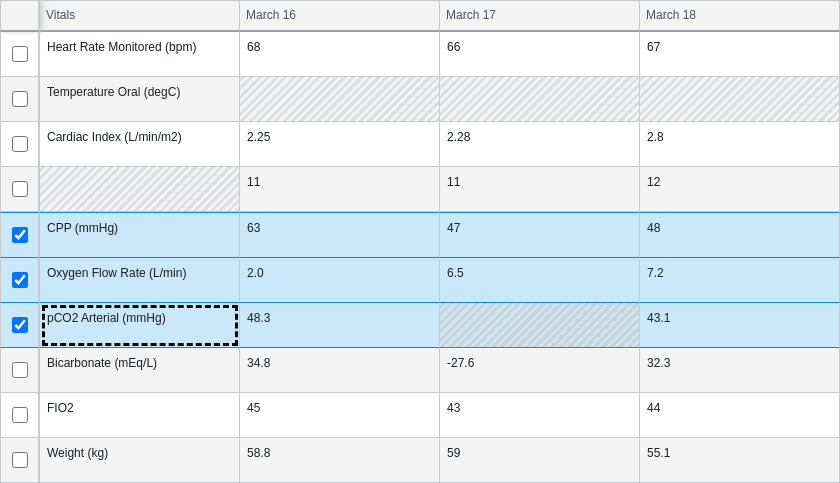 Vitals March 16 March 17 March 18
Heart Rate Monitored (bpm) 68 66 67
Temperature Oral (degC)
Cardiac Index (L/min/m2) 2.25 2.28 2.8
11 11 12
CPP (mmHg) 63 47 48
Oxygen Flow Rate (L/min) 2.0 6.5 7.2
pCO2 Arterial (mmHg) 48.3 43.1
Bicarbonate (mEq/L) 34.8 -27.6 32.3
FIO2 45 43 44
Weight (kg) 58.8 59 55.1